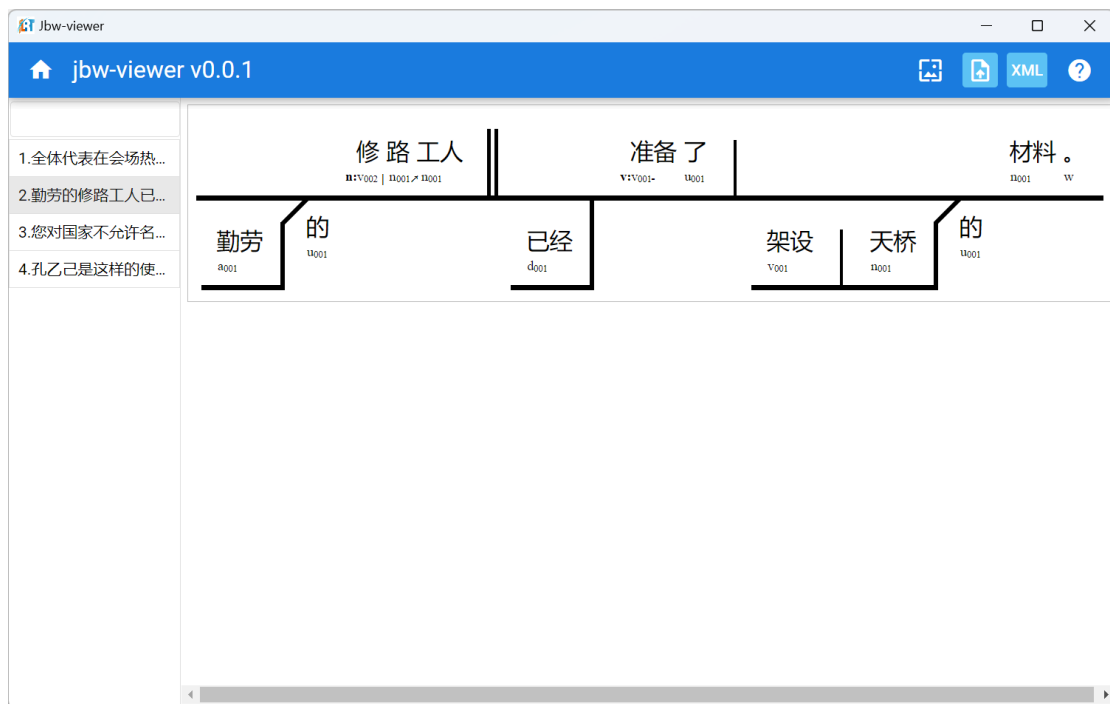 Jbw-viewer
jbw-viewer v0.0.1
XML
?
1.全体代表在会场热...
2.勤劳的修路工人已...
3.您对国家不允许名...
4.孔乙己是这样的使...
修 路 工人 准备 了 材料 。
n:v002 | n001↗ n001 v:v001- u001 n001 w
勤劳 的 已经 架设 天桥 的
a001 u001 d001 v001 n001 u001